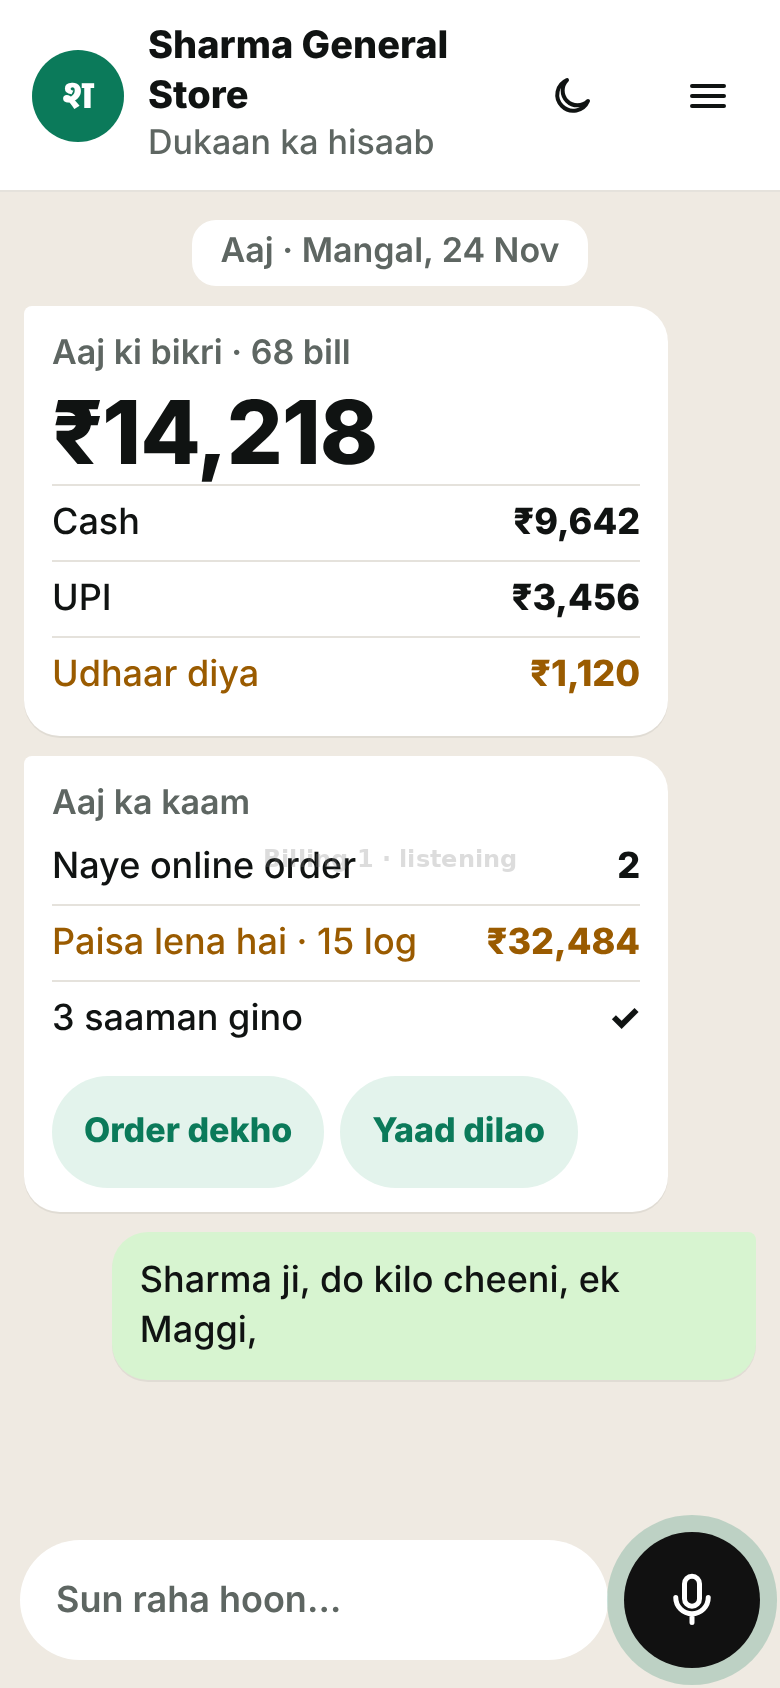 श
Sharma General
Store
Dukaan ka hisaab
Aaj · Mangal, 24 Nov
Aaj ki bikri · 68 bill
₹14,218
Cash ₹9,642
UPI ₹3,456
Udhaar diya ₹1,120
Aaj ka kaam
Billing 1 · listening
Naye online order 2
Paisa lena hai · 15 log ₹32,484
3 saaman gino ✓
Order dekho Yaad dilao
Sharma ji, do kilo cheeni, ek
Maggi,
Sun raha hoon...